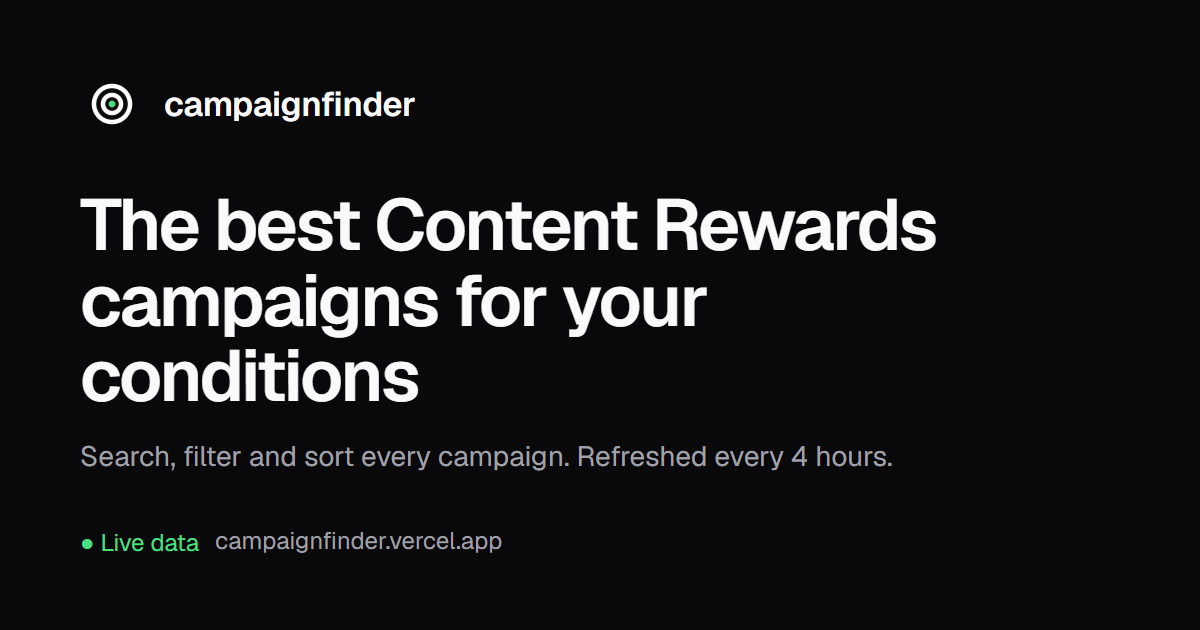 campaignfinder
The best Content Rewards
campaigns for your
conditions
Search, filter and sort every campaign. Refreshed every 4 hours.
● Live data campaignfinder.vercel.app